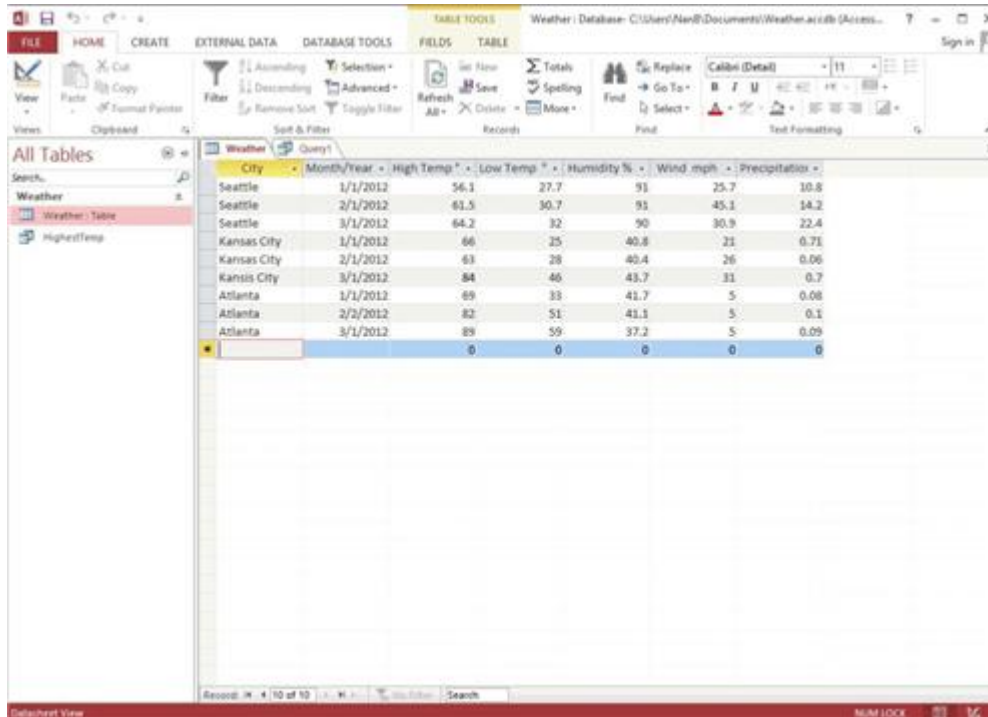 TABLE TOOLS
Weather : Database- C:\Users\NanB\Documents\Weather.accdb (Access...
?
FILE HOME CREATE EXTERNAL DATA DATABASE TOOLS FIELDS TABLE Sign in
View
Views
Paste
Cut
Copy
Format Painter
Clipboard
Filter
Ascending
Descending
Remove Sort
Selection
Advanced
Toggle Filter
Sort & Filter
Refresh All
New
Save
Delete
Totals
Spelling
More
Records
Find
Replace
Go To
Select
Find
Calibri (Detail) 11
B I U
A
Text Formatting
All Tables
Search..
Weather
Weather : Table
HighestTemp
Weather Query1
City Month/Year High Temp ° Low Temp ° Humidity % Wind mph Precipitation
Seattle 1/1/2012 56.1 27.7 91 25.7 10.8
Seattle 2/1/2012 61.5 30.7 91 45.1 14.2
Seattle 3/1/2012 64.2 32 90 30.9 22.4
Kansas City 1/1/2012 66 25 40.8 21 0.71
Kansas City 2/1/2012 63 28 40.4 26 0.06
Kansis City 3/1/2012 84 46 43.7 31 0.7
Atlanta 1/1/2012 69 33 41.7 5 0.08
Atlanta 2/2/2012 82 51 41.1 5 0.1
Atlanta 3/1/2012 89 59 37.2 5 0.09
0 0 0 0 0
Record: 10 of 10 No Filter Search
Datasheet View NUM LOCK